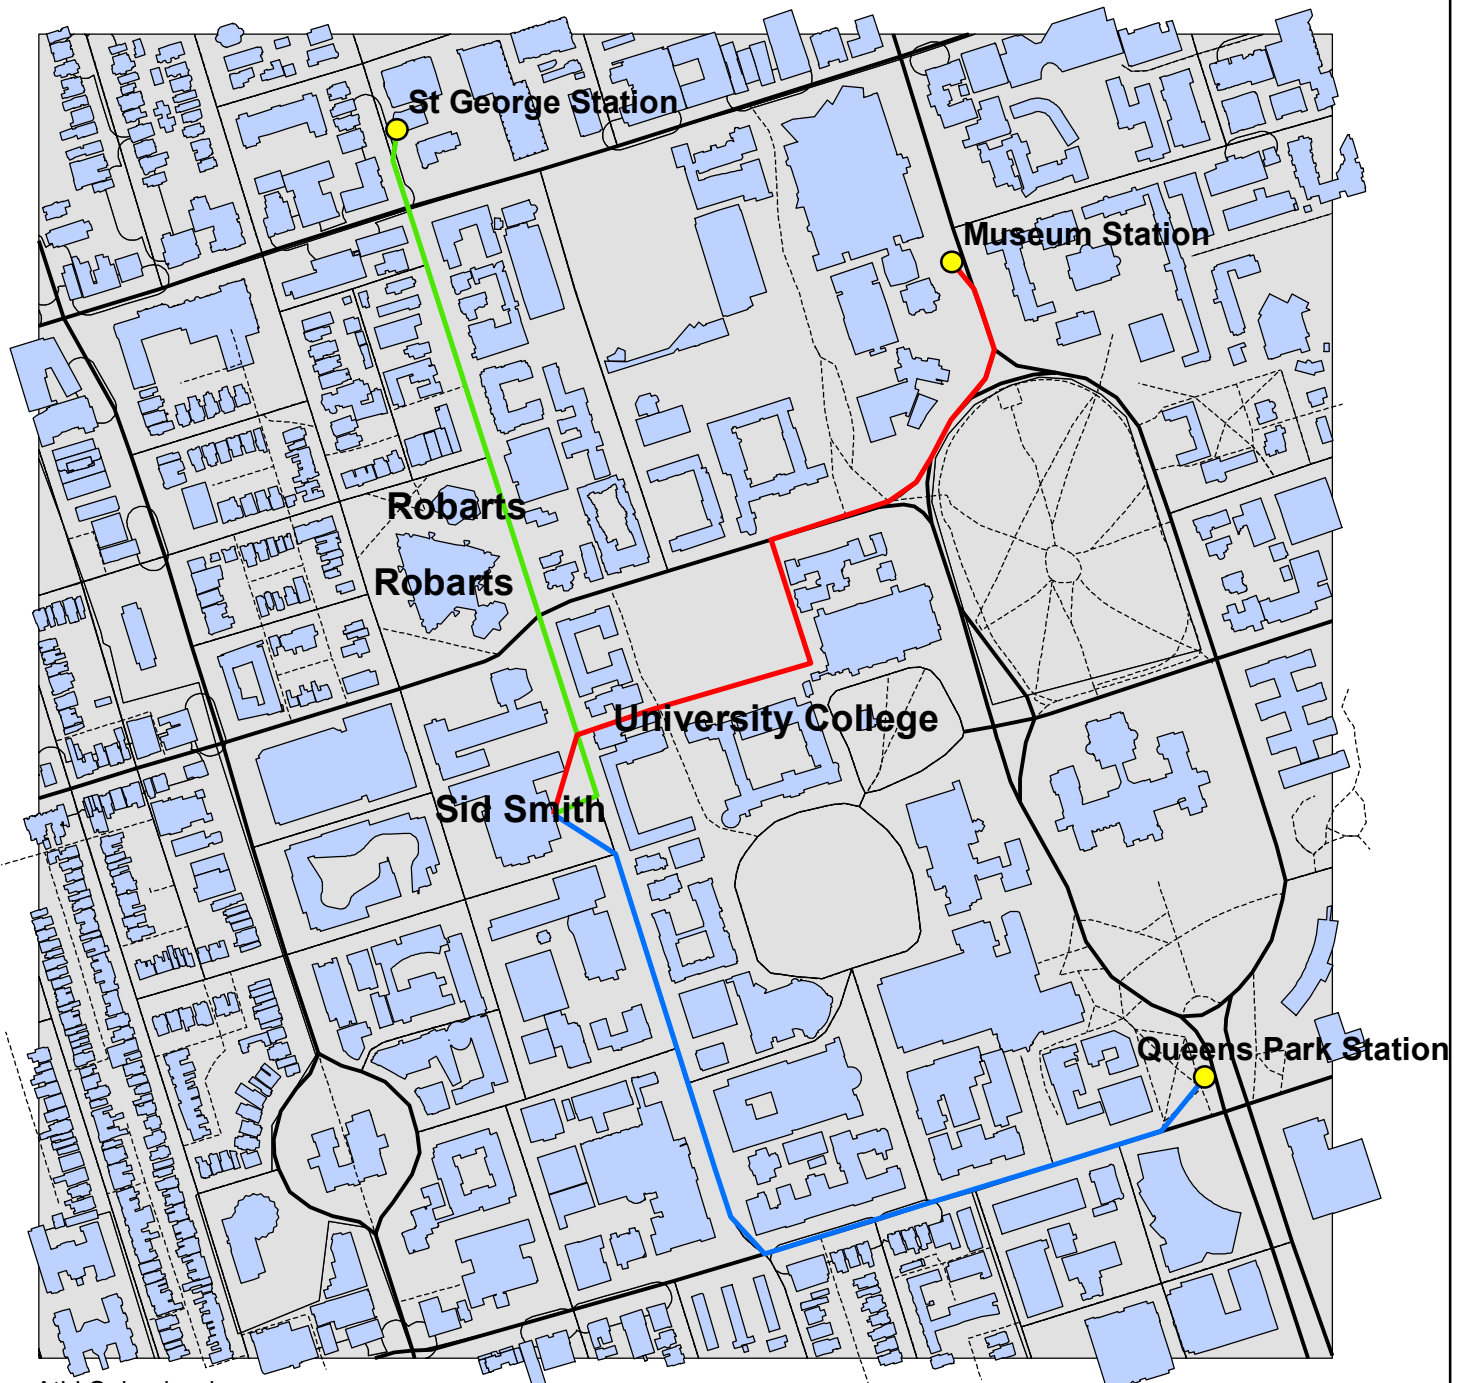 St George Station
Museum Station
Robarts
Robarts
University College
Sid Smith
Queens Park Station